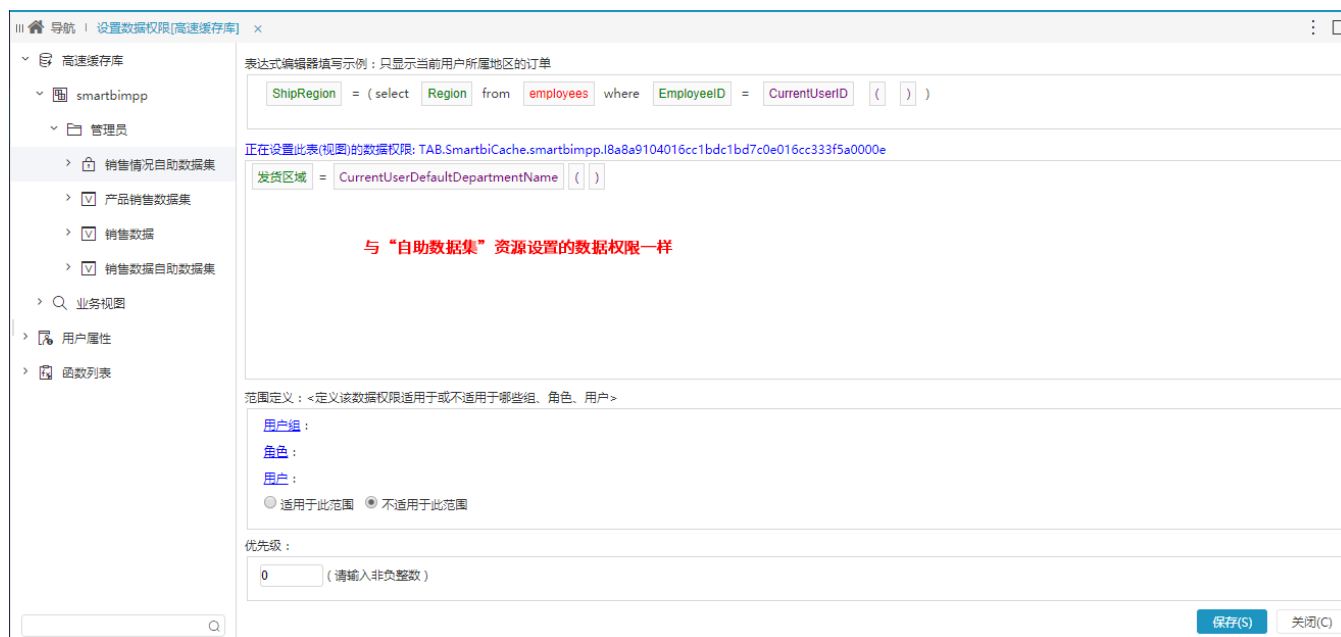 导航 设置数据权限[高速缓存库] ×
高速缓存库
smartbimpp
管理员
销售情况自助数据集
产品销售数据集
销售数据
销售数据自助数据集
业务视图
用户属性
函数列表
表达式编辑器填写示例：只显示当前用户所属地区的订单
ShipRegion = ( select Region from employees where EmployeeID = CurrentUserID ( ) )
正在设置此表(视图)的数据权限: TAB.SmartbiCache.smartbimpp.I8a8a9104016cc1bdc1bd7c0e016cc333f5a0000e
发货区域 = CurrentUserDefaultDepartmentName ( )
与“自助数据集”资源设置的数据权限一样
范围定义：<定义该数据权限适用于或不适用于哪些组、角色、用户>
用户组：
角色：
用户：
适用于此范围 不适用于此范围
优先级：
0 （请输入非负整数）
保存(S) 关闭(C)